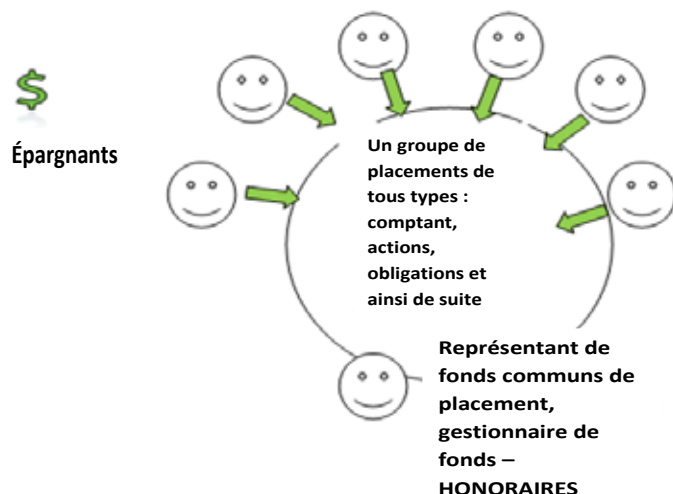 $
Épargnants
Un groupe de
placements de
tous types :
comptant,
actions,
obligations et
ainsi de suite
Représentant de
fonds communs de
placement,
gestionnaire de
fonds –
HONORAIRES